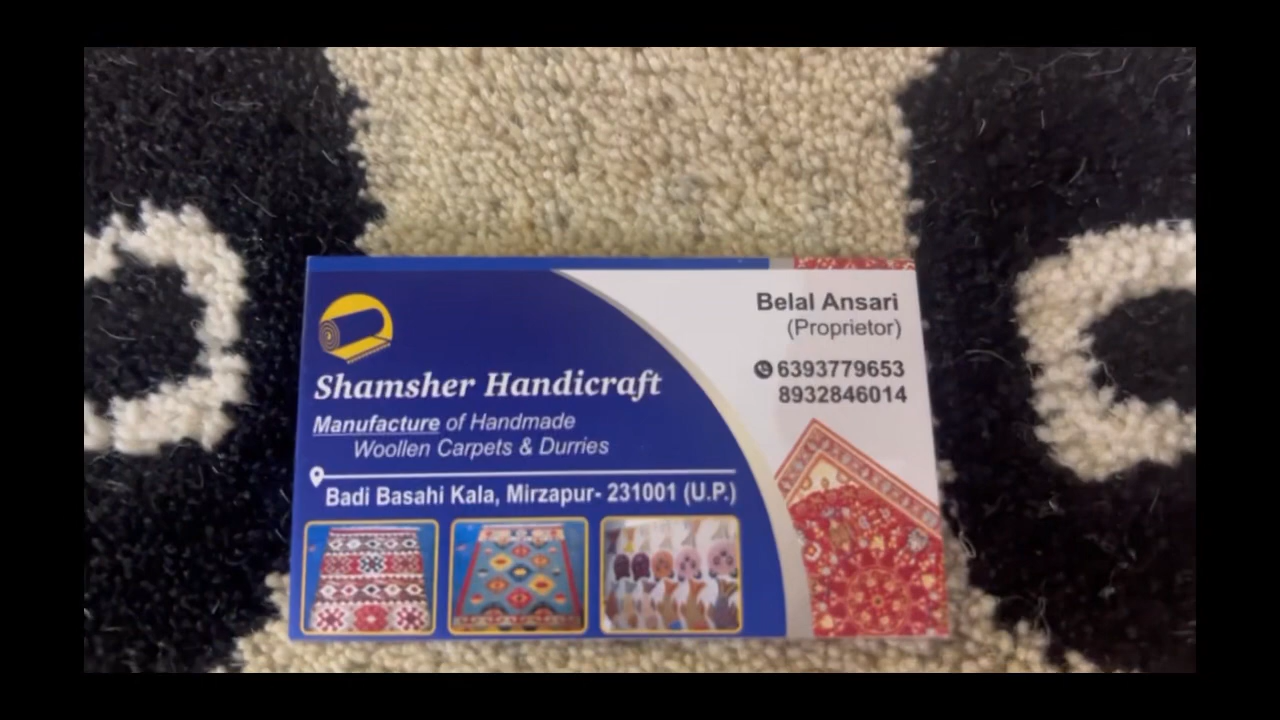 Shamsher Handicraft
Manufacture of Handmade
Woollen Carpets & Durries
Badi Basahi Kala, Mirzapur- 231001 (U.P.)
Belal Ansari
(Proprietor)
6393779653
8932846014